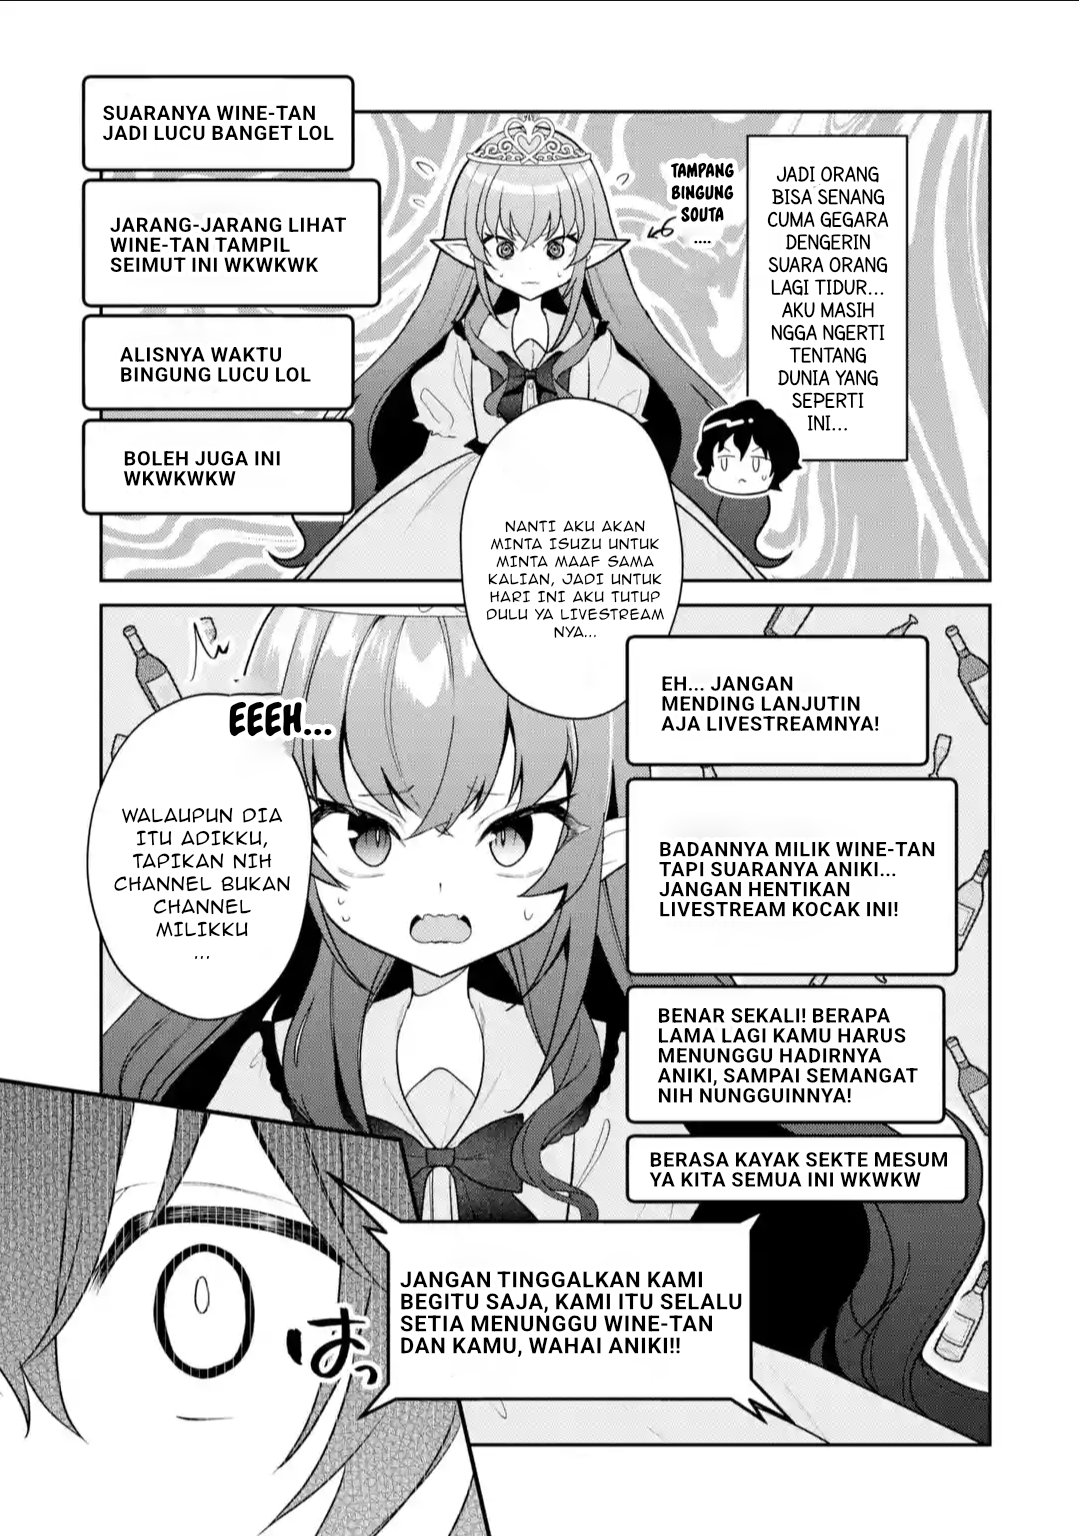 SUARANYA WINE-TAN
JADI LUCU BANGET LOL
JARANG-JARANG LIHAT
WINE-TAN TAMPIL
SEIMUT INI WKWKWK
ALISNYA WAKTU
BINGUNG LUCU LOL
BOLEH JUGA INI
WKWKWKW
TAMPANG
BINGUNG
SOUTA
....
JADI ORANG
BISA SENANG
CUMA GEGARA
DENGERIN
SUARA ORANG
LAGI TIDUR...
AKU MASIH
NGGA NGERTI
TENTANG
DUNIA YANG
SEPERTI
INI...
NANTI AKU AKAN
MINTA ISUZU UNTUK
MINTA MAAF SAMA
KALIAN, JADI UNTUK
HARI INI AKU TUTUP
DULU YA LIVESTREAM
NYA...
EEEH...
WALAUPUN DIA
ITU ADIKKU,
TAPIKAN NIH
CHANNEL BUKAN
CHANNEL
MILIKKU
...
EH... JANGAN
MENDING LANJUTIN
AJA LIVESTREAMNYA!
BADANNYA MILIK WINE-TAN
TAPI SUARANYA ANIKI...
JANGAN HENTIKAN
LIVESTREAM KOCAK INI!
BENAR SEKALI! BERAPA
LAMA LAGI KAMU HARUS
MENUNGGU HADIRNYA
ANIKI, SAMPAI SEMANGAT
NIH NUNGGUINNYA!
BERASA KAYAK SEKTE MESUM
YA KITA SEMUA INI WKWKW
JANGAN TINGGALKAN KAMI
BEGITU SAJA, KAMI ITU SELALU
SETIA MENUNGGU WINE-TAN
DAN KAMU, WAHAI ANIKI!!
はっ